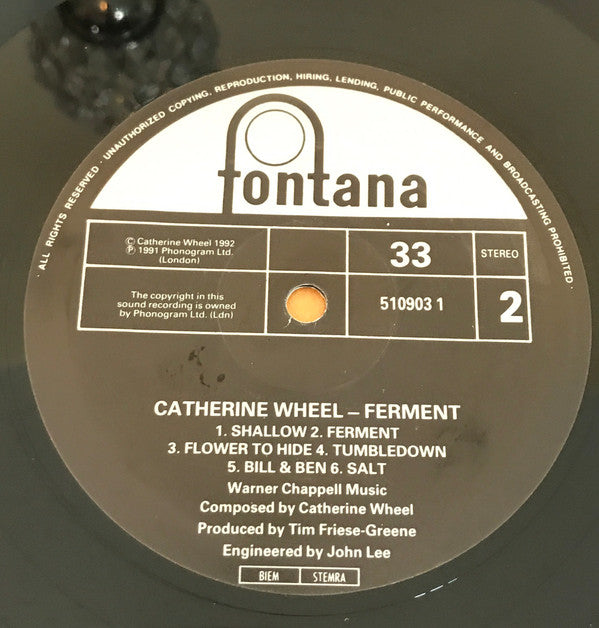 · ALL RIGHTS RESERVED · UNAUTHORIZED COPYING, REPRODUCTION, HIRING, LENDING, PUBLIC PERFORMANCE AND BROADCASTING PROHIBITED ·
fontana
© Catherine Wheel 1992
℗ 1991 Phonogram Ltd.
(London)
33
STEREO
The copyright in this
sound recording is owned
by Phonogram Ltd. (Ldn)
510903 1
2
CATHERINE WHEEL – FERMENT
1. SHALLOW 2. FERMENT
3. FLOWER TO HIDE 4. TUMBLEDOWN
5. BILL & BEN 6. SALT
Warner Chappell Music
Composed by Catherine Wheel
Produced by Tim Friese-Greene
Engineered by John Lee
BIEM STEMRA